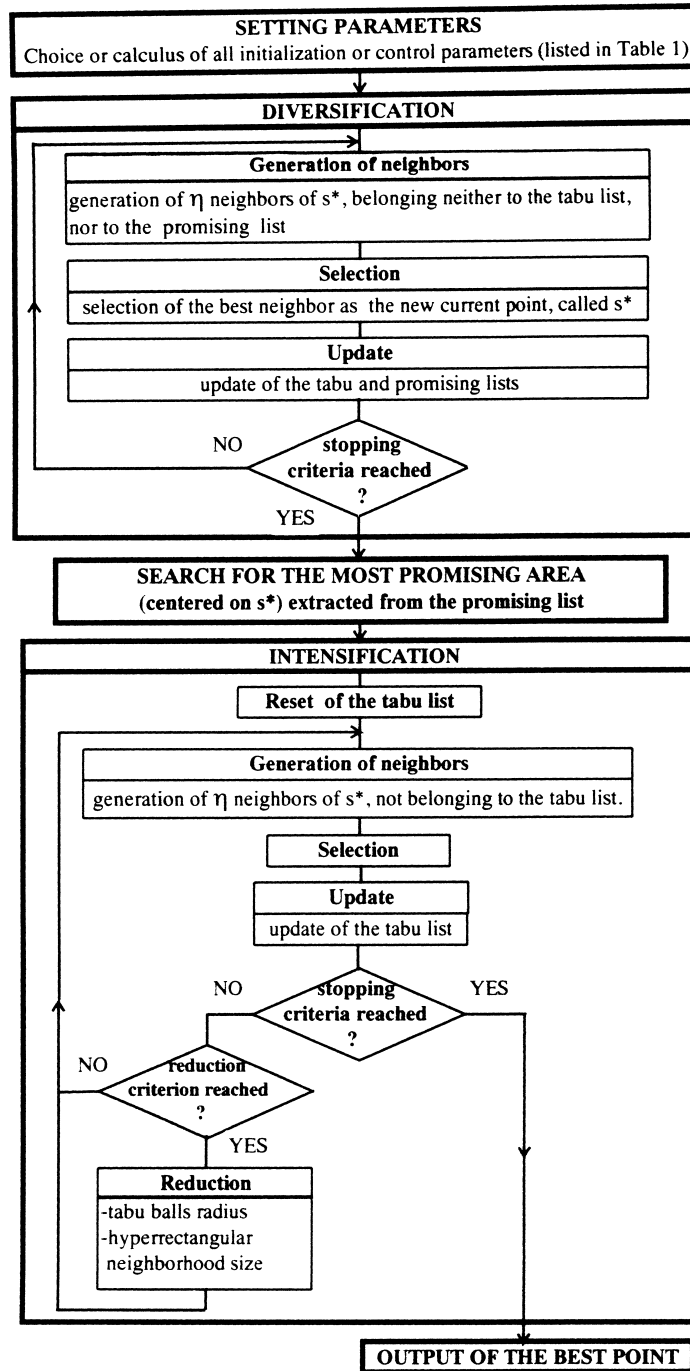 SETTING PARAMETERS
Choice or calculus of all initialization or control parameters (listed in Table 1)
DIVERSIFICATION
Generation of neighbors
generation of η neighbors of s*, belonging neither to the tabu list,
nor to the promising list
Selection
selection of the best neighbor as the new current point, called s*
Update
update of the tabu and promising lists
NO
stopping
criteria reached
?
YES
SEARCH FOR THE MOST PROMISING AREA
(centered on s*) extracted from the promising list
INTENSIFICATION
Reset of the tabu list
Generation of neighbors
generation of η neighbors of s*, not belonging to the tabu list.
Selection
Update
update of the tabu list
NO
stopping
criteria reached
?
YES
NO
reduction
criterion reached
?
YES
Reduction
-tabu balls radius
-hyperrectangular
neighborhood size
OUTPUT OF THE BEST POINT